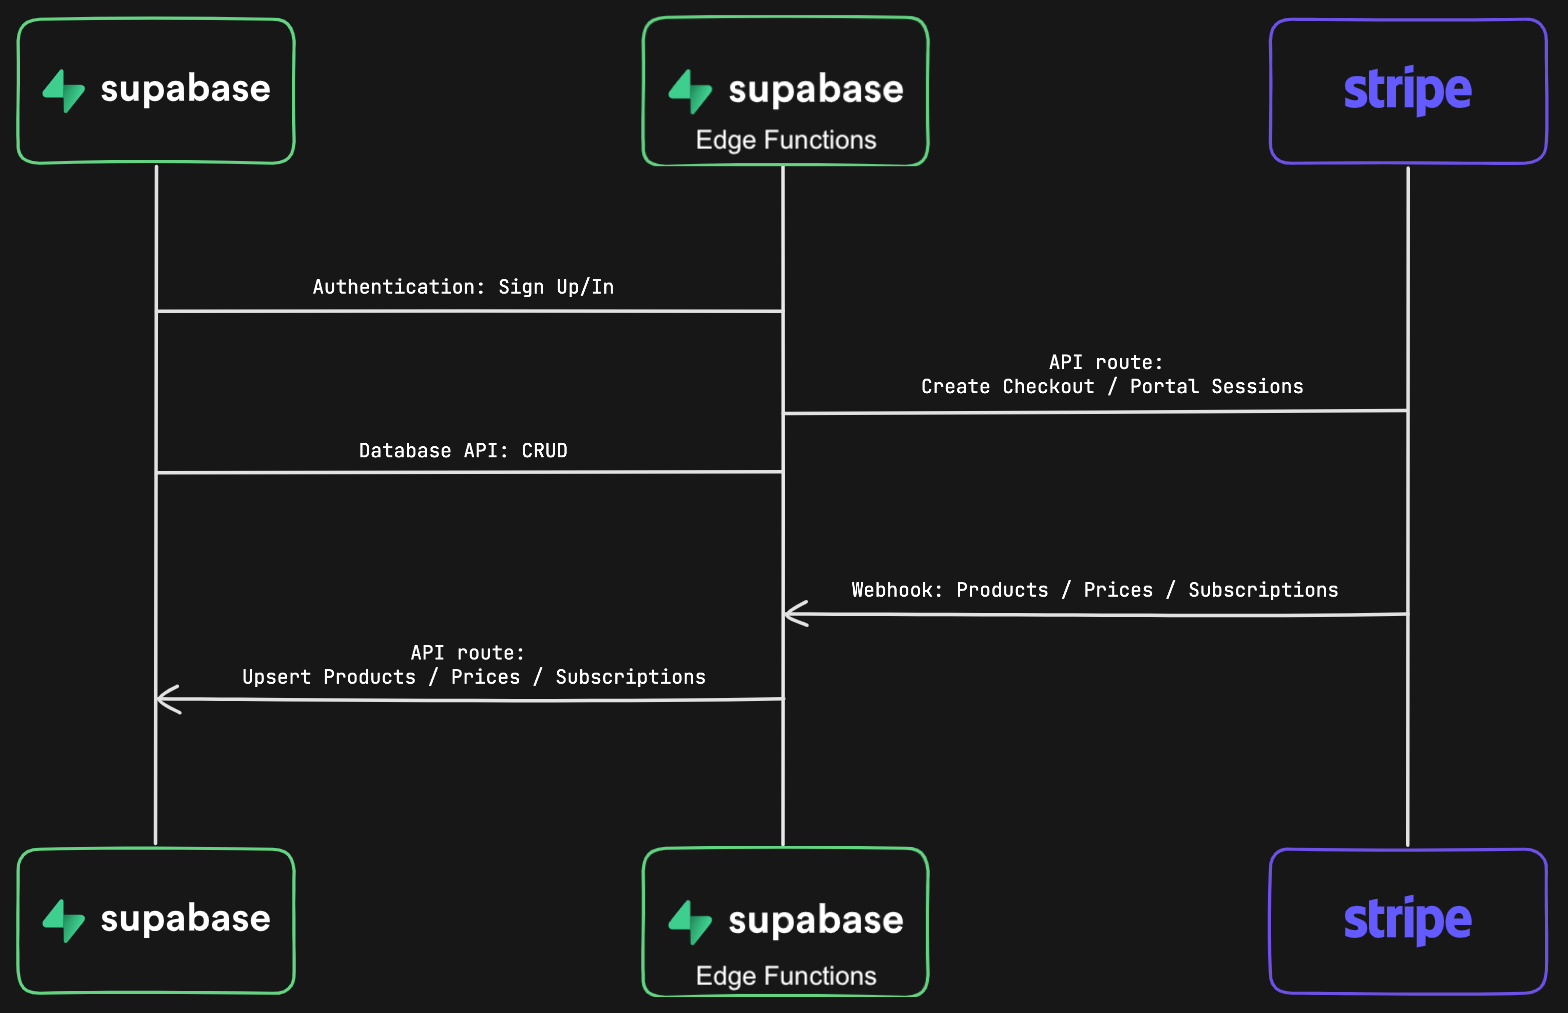 supabase
supabase
Edge Functions
stripe
Authentication: Sign Up/In
API route:
Create Checkout / Portal Sessions
Database API: CRUD
Webhook: Products / Prices / Subscriptions
API route:
Upsert Products / Prices / Subscriptions
supabase
supabase
Edge Functions
stripe